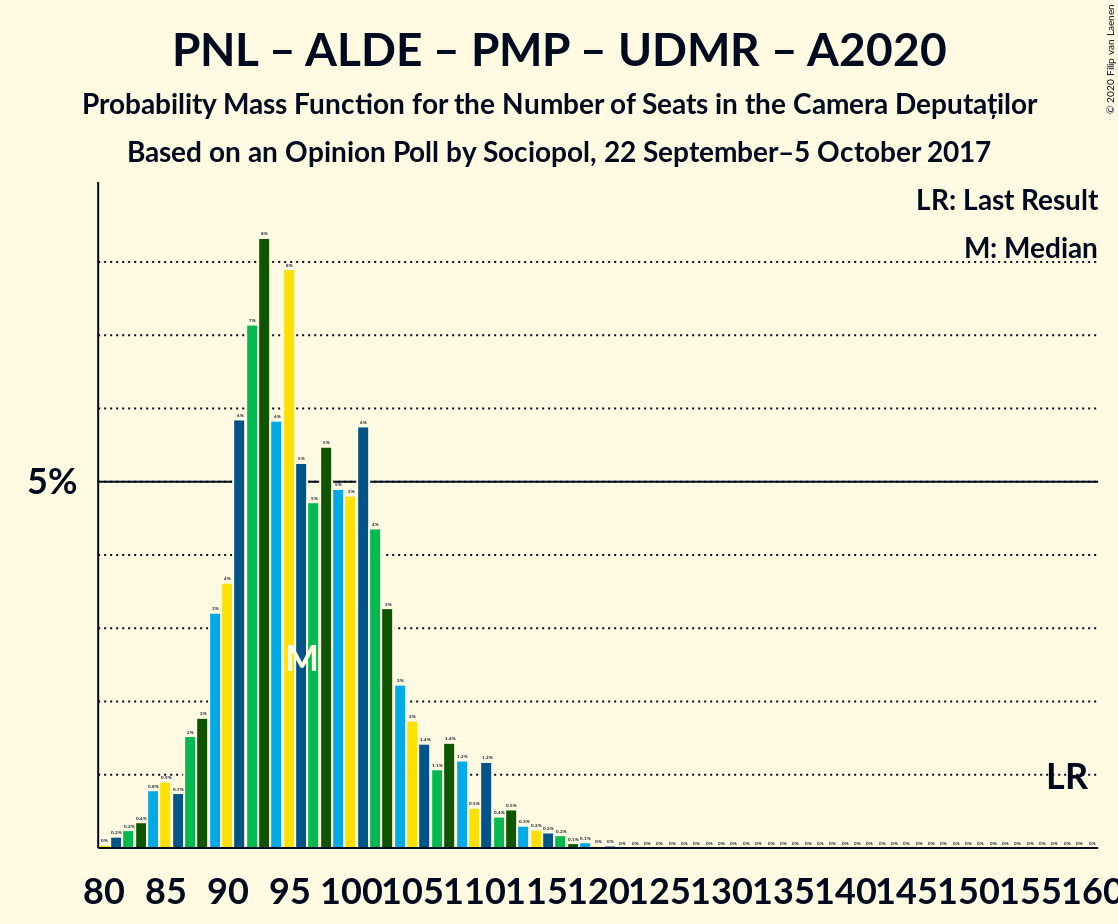 PNL – ALDE – PMP – UDMR – A2020
Probability Mass Function for the Number of Seats in the Camera Deputaților
Based on an Opinion Poll by Sociopol, 22 September–5 October 2017
© 2020 Filip van Laenen
LR: Last Result
M: Median
5%
M
LR
80 85 90 95 100 105 110 115 120 125 130 135 140 145 150 155 160